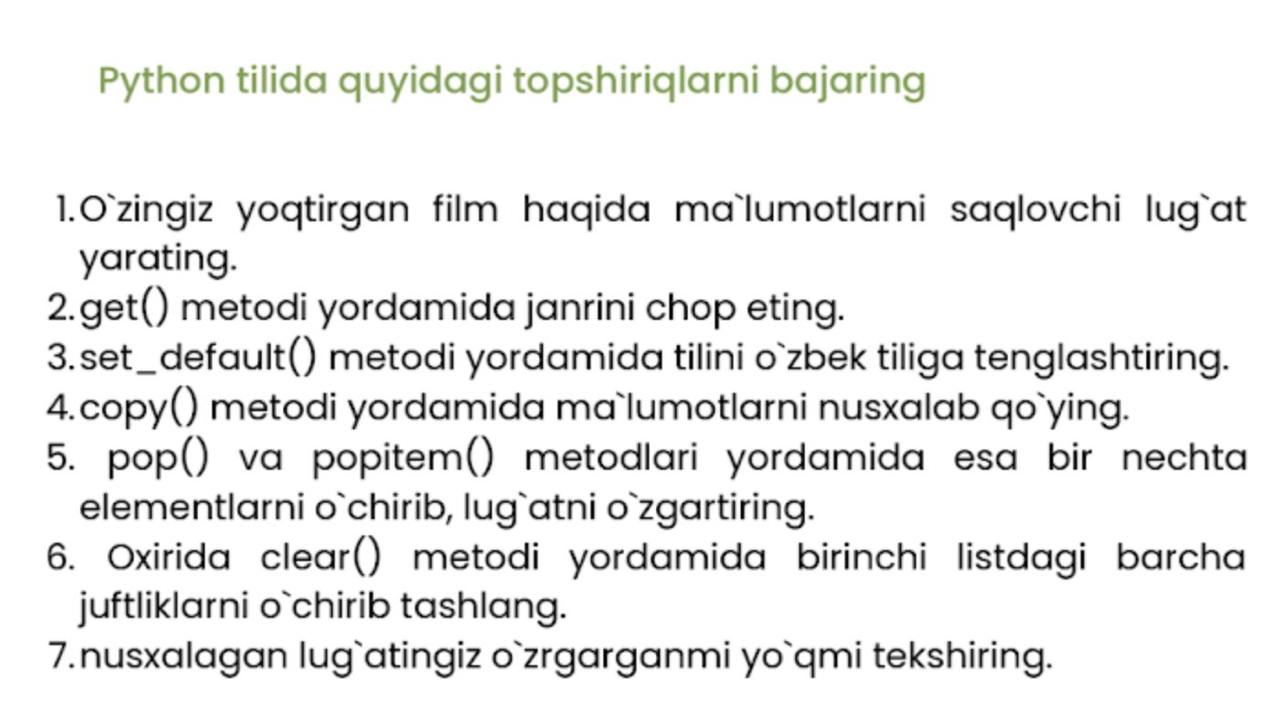 Python tilida quyidagi topshiriqlarni bajaring
1.O`zingiz yoqtirgan film haqida ma`lumotlarni saqlovchi lug`at
yarating.
2.get() metodi yordamida janrini chop eting.
3.set_default() metodi yordamida tilini o`zbek tiliga tenglashtiring.
4.copy() metodi yordamida ma`lumotlarni nusxalab qo`ying.
5. pop() va popitem() metodlari yordamida esa bir nechta
elementlarni o`chirib, lug`atni o`zgartiring.
6. Oxirida clear() metodi yordamida birinchi listdagi barcha
juftliklarni o`chirib tashlang.
7.nusxalagan lug`atingiz o`zrgarganmi yo`qmi tekshiring.